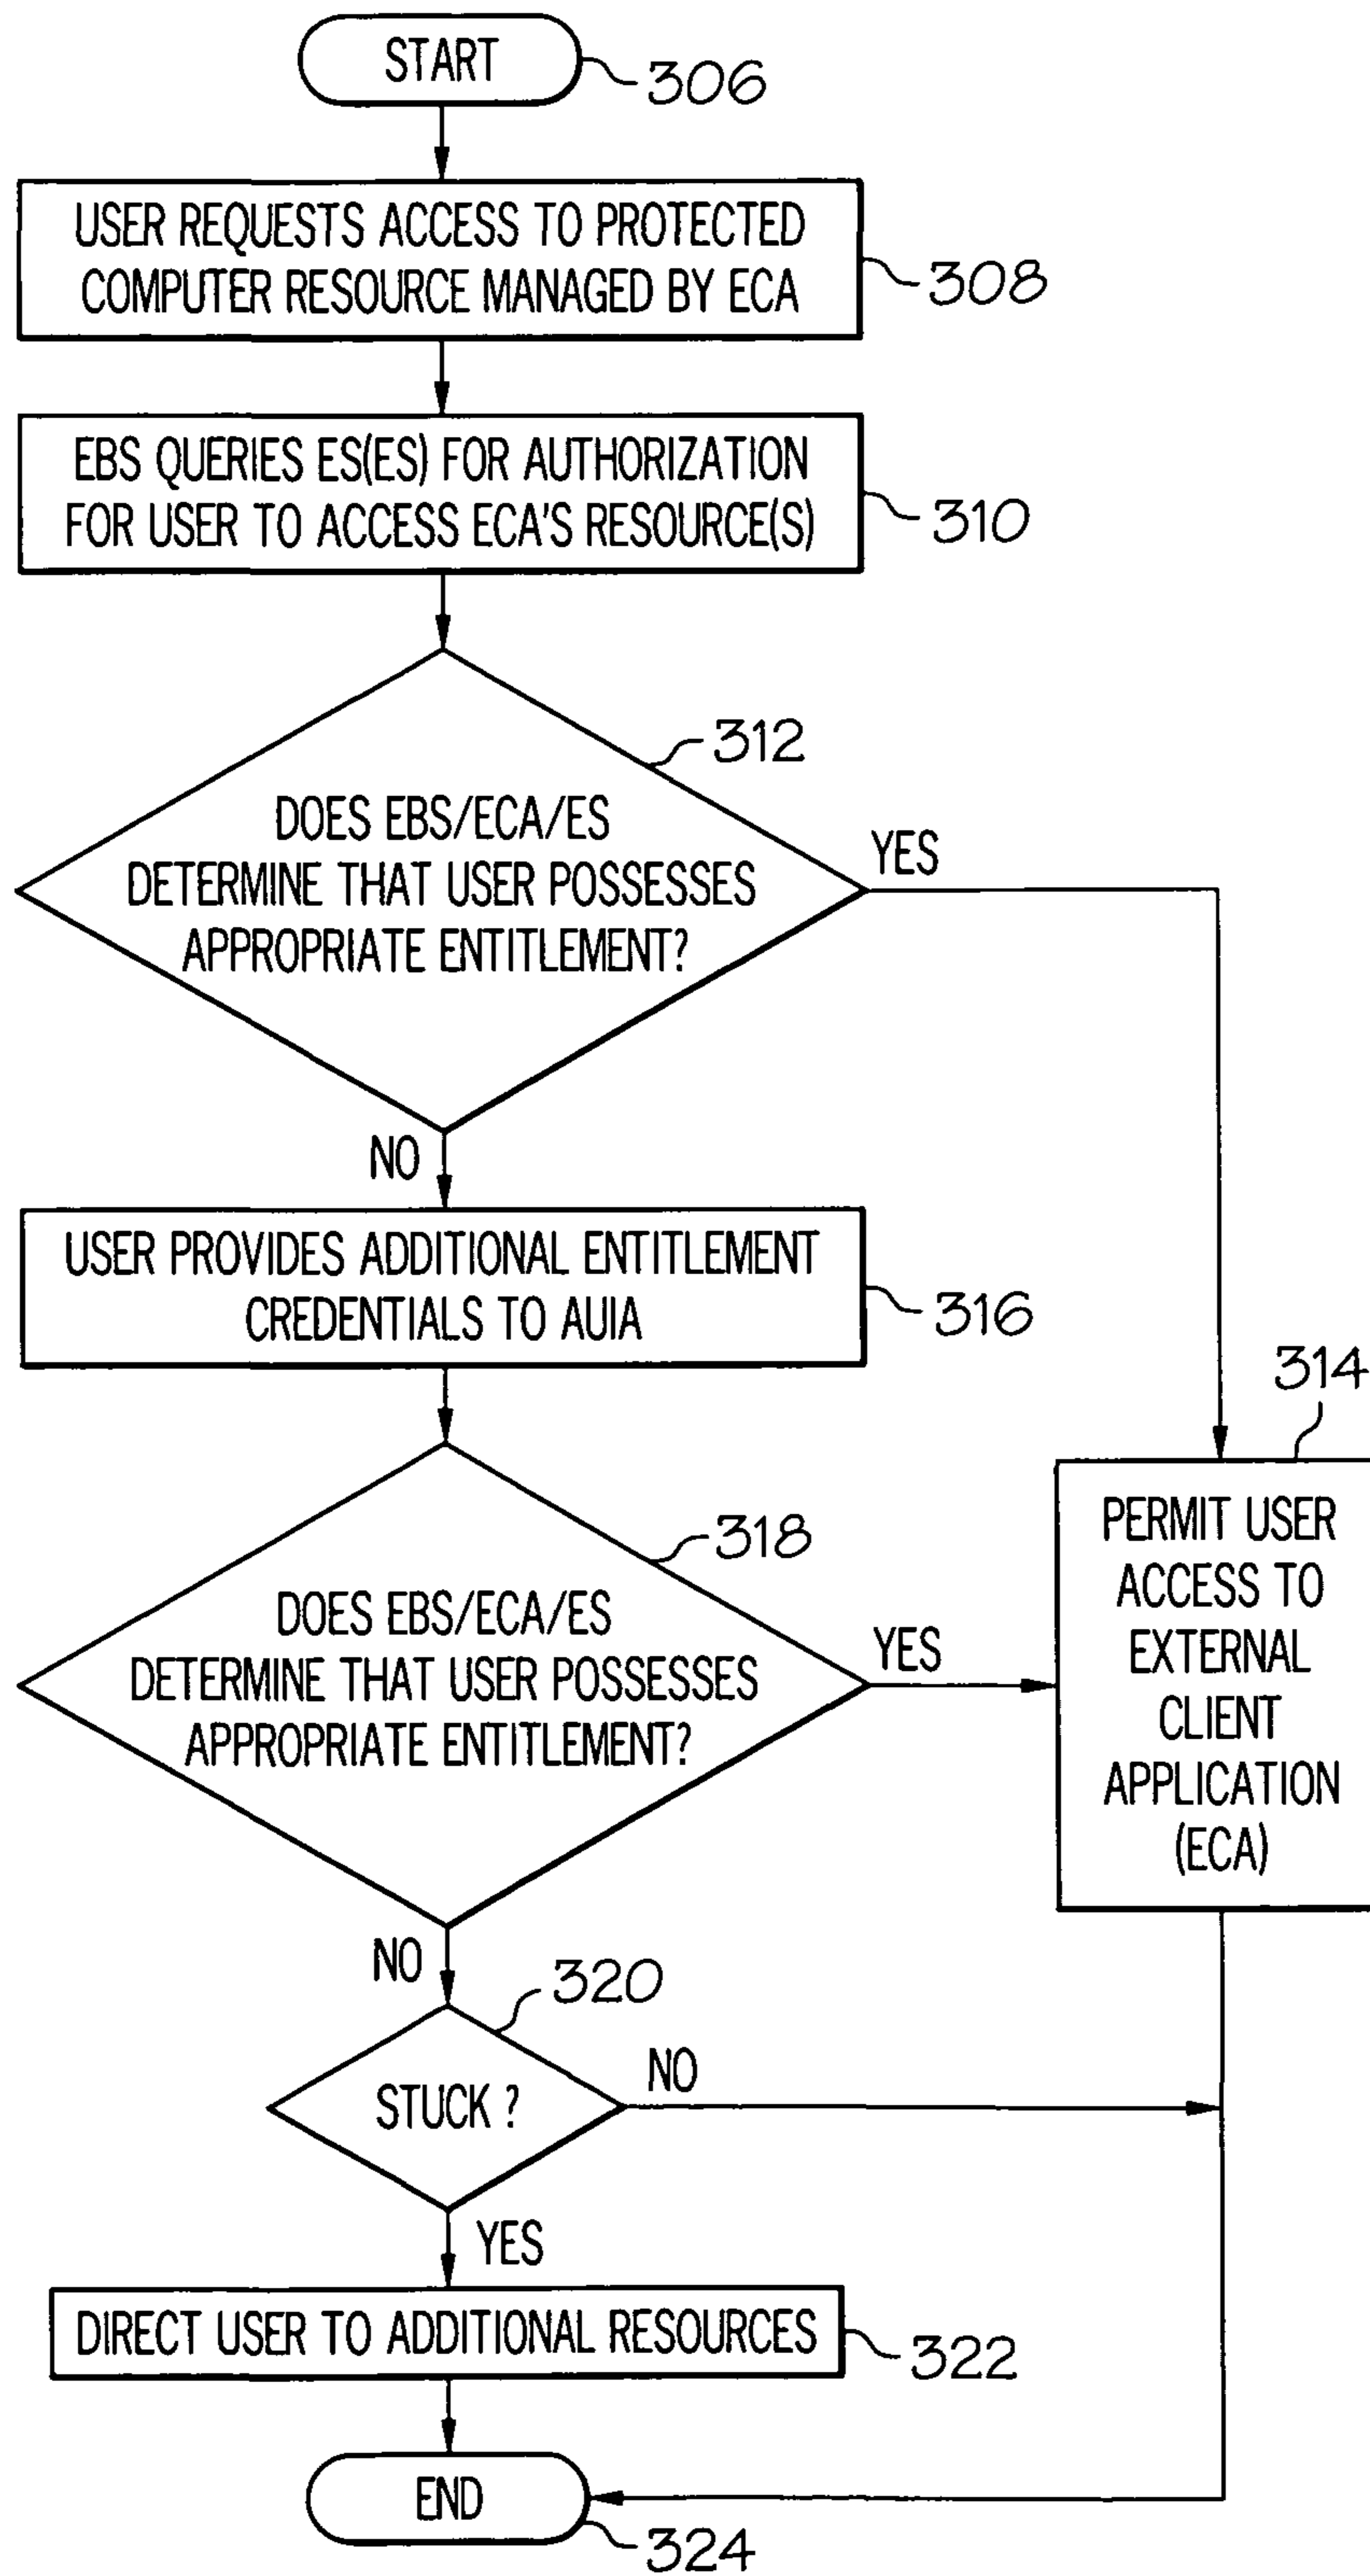 START
306
USER REQUESTS ACCESS TO PROTECTED
COMPUTER RESOURCE MANAGED BY ECA
308
EBS QUERIES ES(ES) FOR AUTHORIZATION
FOR USER TO ACCESS ECA'S RESOURCE(S)
310
312
DOES EBS/ECA/ES
DETERMINE THAT USER POSSESSES
APPROPRIATE ENTITLEMENT?
YES
NO
USER PROVIDES ADDITIONAL ENTITLEMENT
CREDENTIALS TO AUIA
316
314
PERMIT USER
ACCESS TO
EXTERNAL
CLIENT
APPLICATION
(ECA)
318
DOES EBS/ECA/ES
DETERMINE THAT USER POSSESSES
APPROPRIATE ENTITLEMENT?
YES
NO
320
STUCK ?
NO
YES
DIRECT USER TO ADDITIONAL RESOURCES
322
END
324